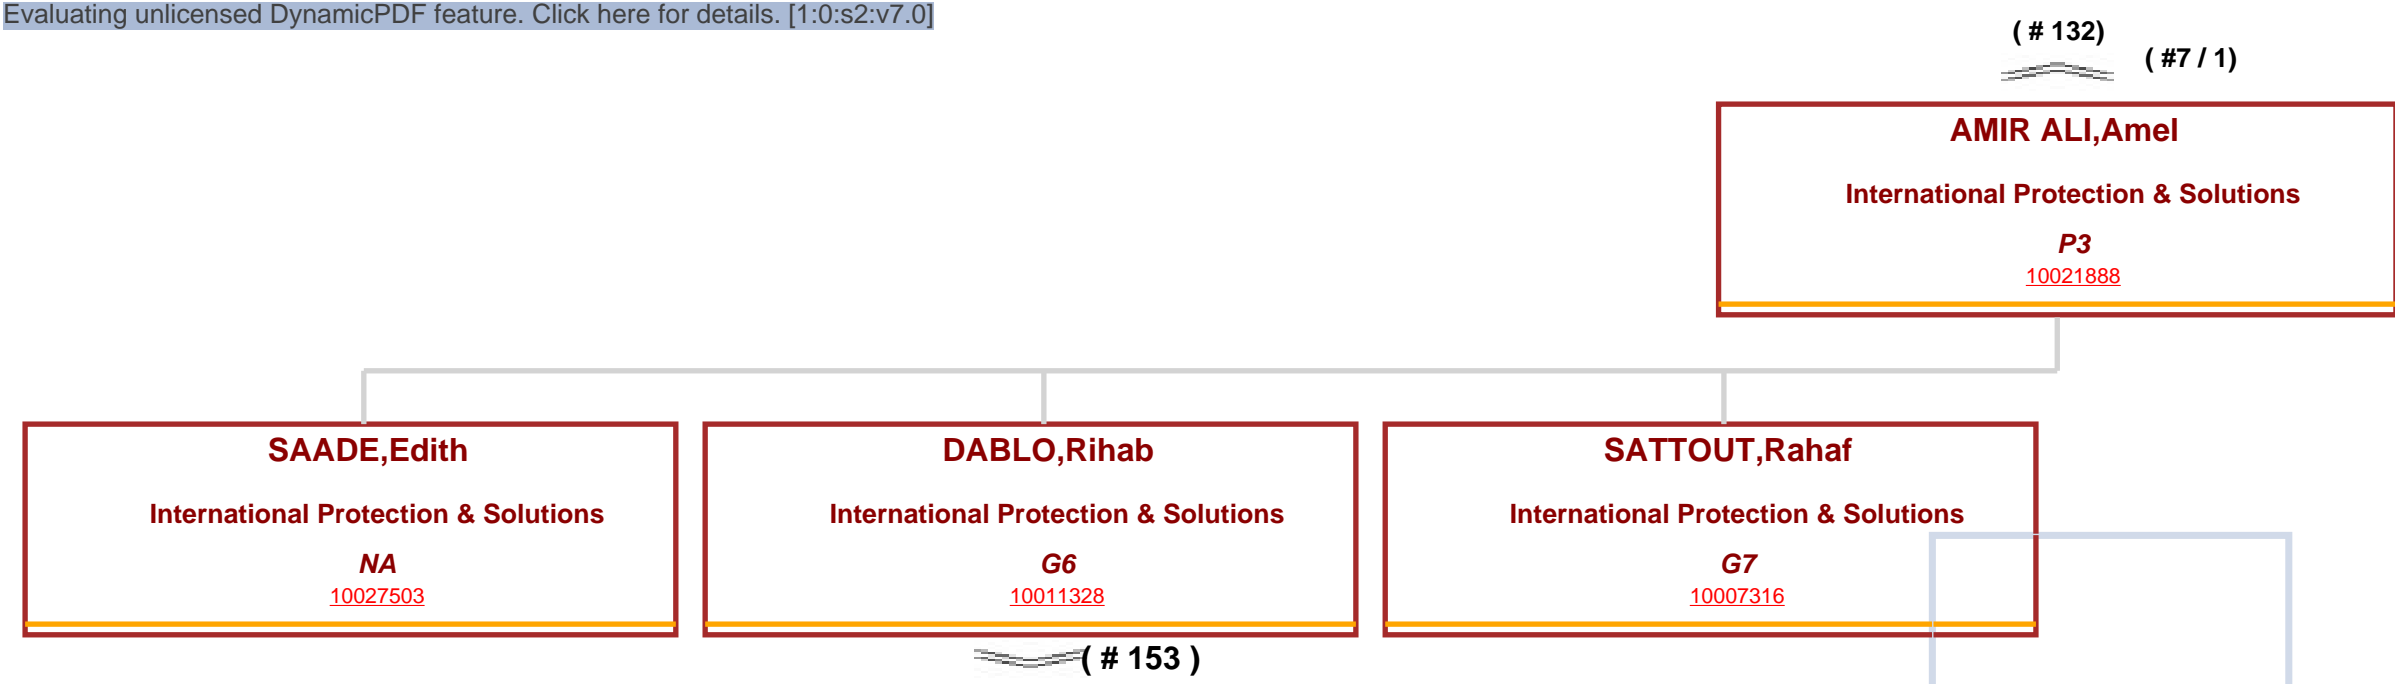 Evaluating unlicensed DynamicPDF feature. Click here for details. [1:0:s2:v7.0]
( # 132)
( #7 / 1)
AMIR ALI,Amel
International Protection & Solutions
P3
10021888
SAADE,Edith
International Protection & Solutions
NA
10027503
DABLO,Rihab
International Protection & Solutions
G6
10011328
( # 153 )
SATTOUT,Rahaf
International Protection & Solutions
G7
10007316